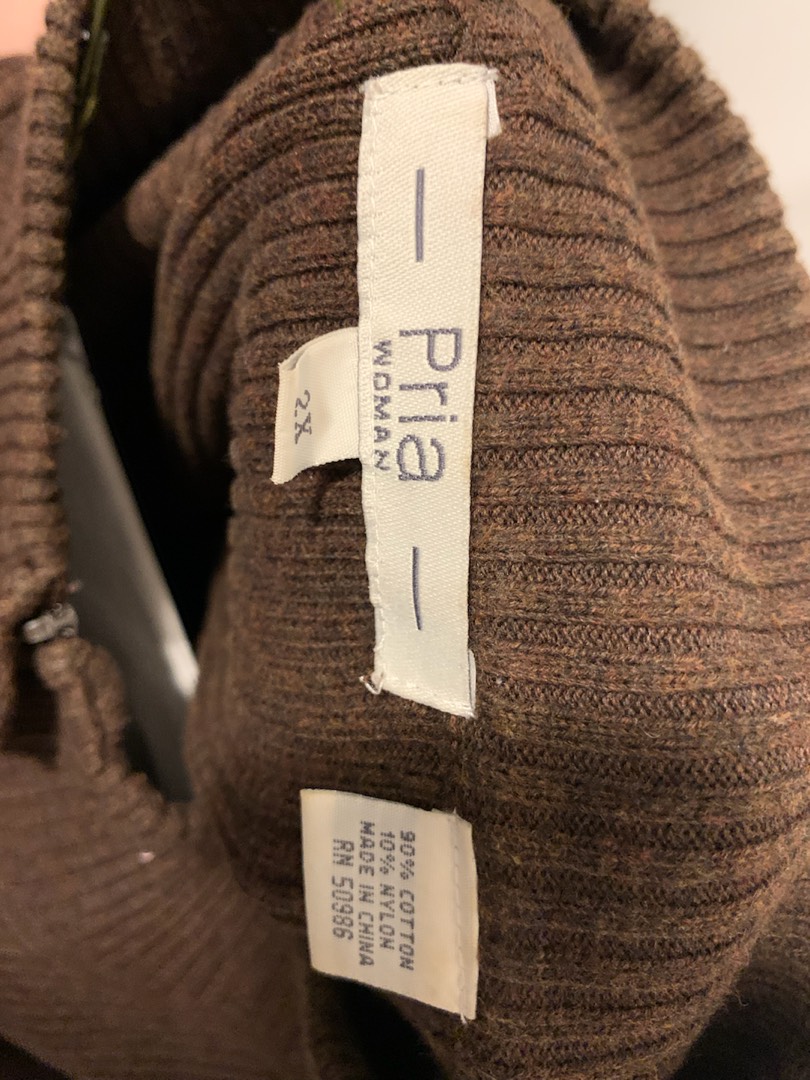 — Pria —
WOMAN
2X
90% COTTON
10% NYLON
MADE IN CHINA
RN 50986